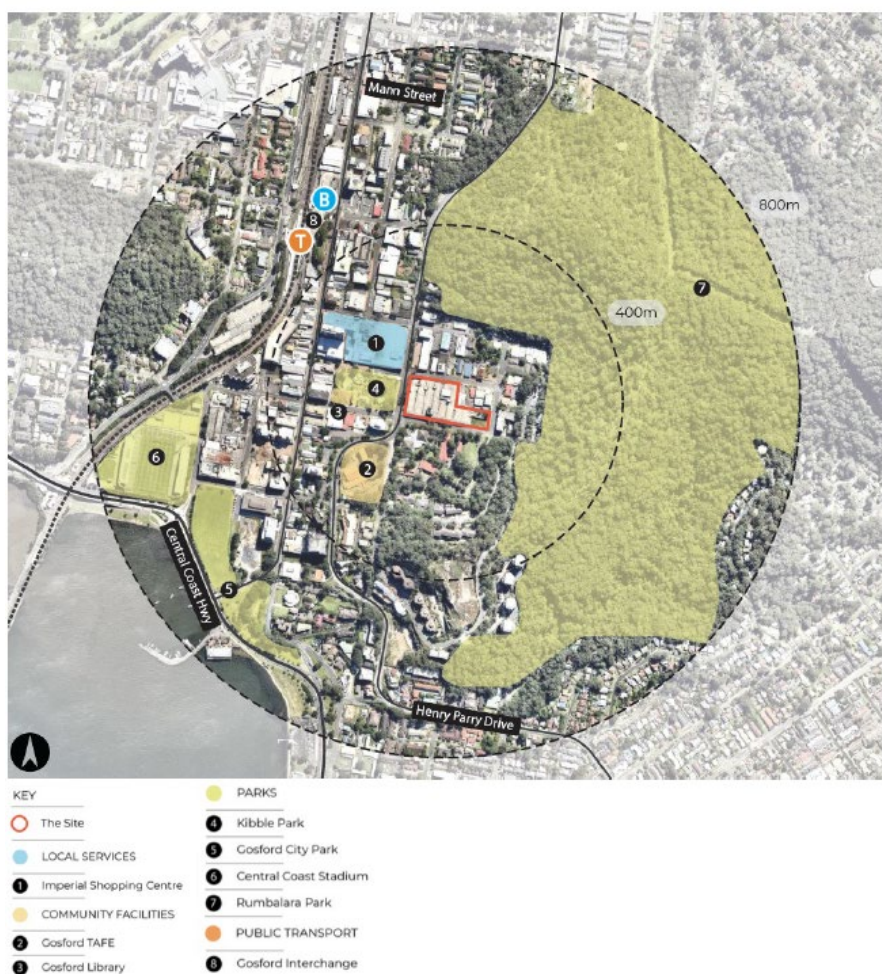 Mann Street
B
8
T
800m
7
400m
1
4
3
2
6
Central Coast Hwy
5
Henry Parry Drive
KEY
The Site
LOCAL SERVICES
1 Imperial Shopping Centre
COMMUNITY FACILITIES
2 Gosford TAFE
3 Gosford Library
PARKS
4 Kibble Park
5 Gosford City Park
6 Central Coast Stadium
7 Rumbalara Park
PUBLIC TRANSPORT
8 Gosford Interchange